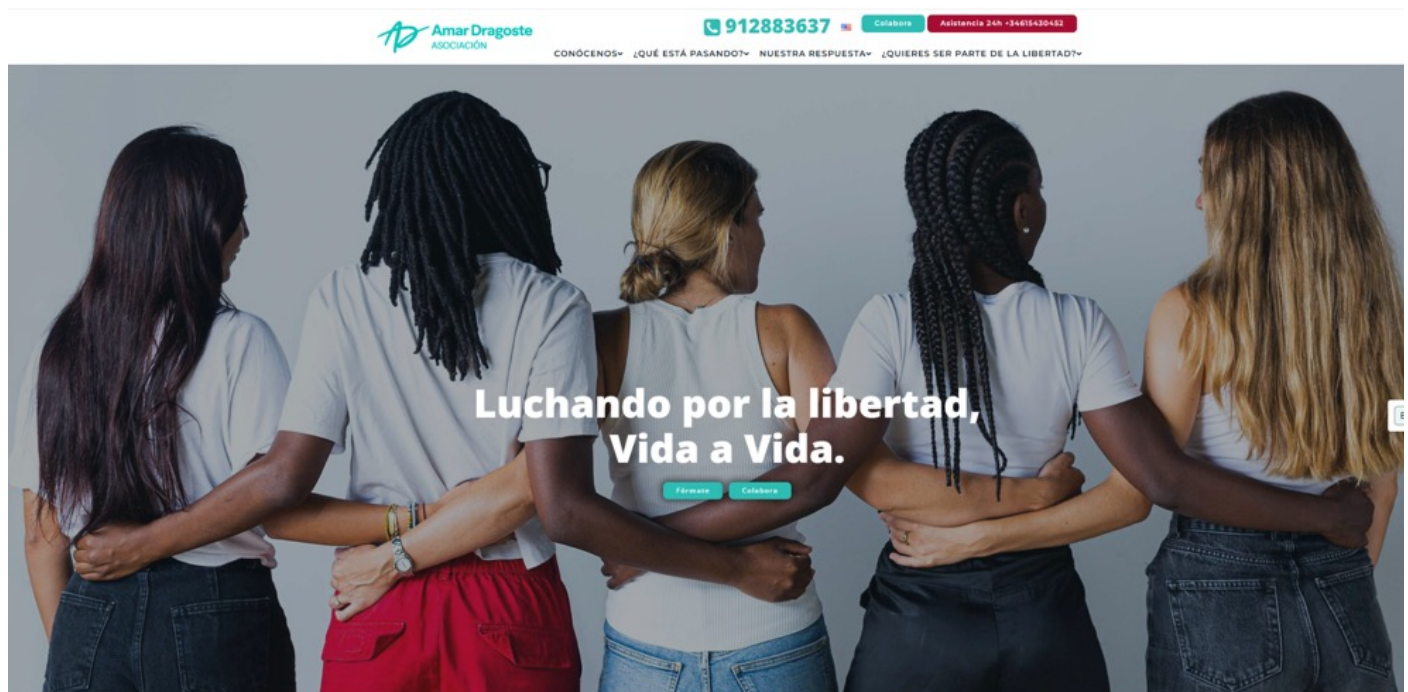 Amar Dragoste
ASOCIACIÓN
912883637
Colabora
Asistencia 24h +34615430452
CONÓCENOS
¿QUÉ ESTÁ PASANDO?
NUESTRA RESPUESTA
¿QUIERES SER PARTE DE LA LIBERTAD?
Luchando por la libertad,
Vida a Vida.
Fórmate
Colabora